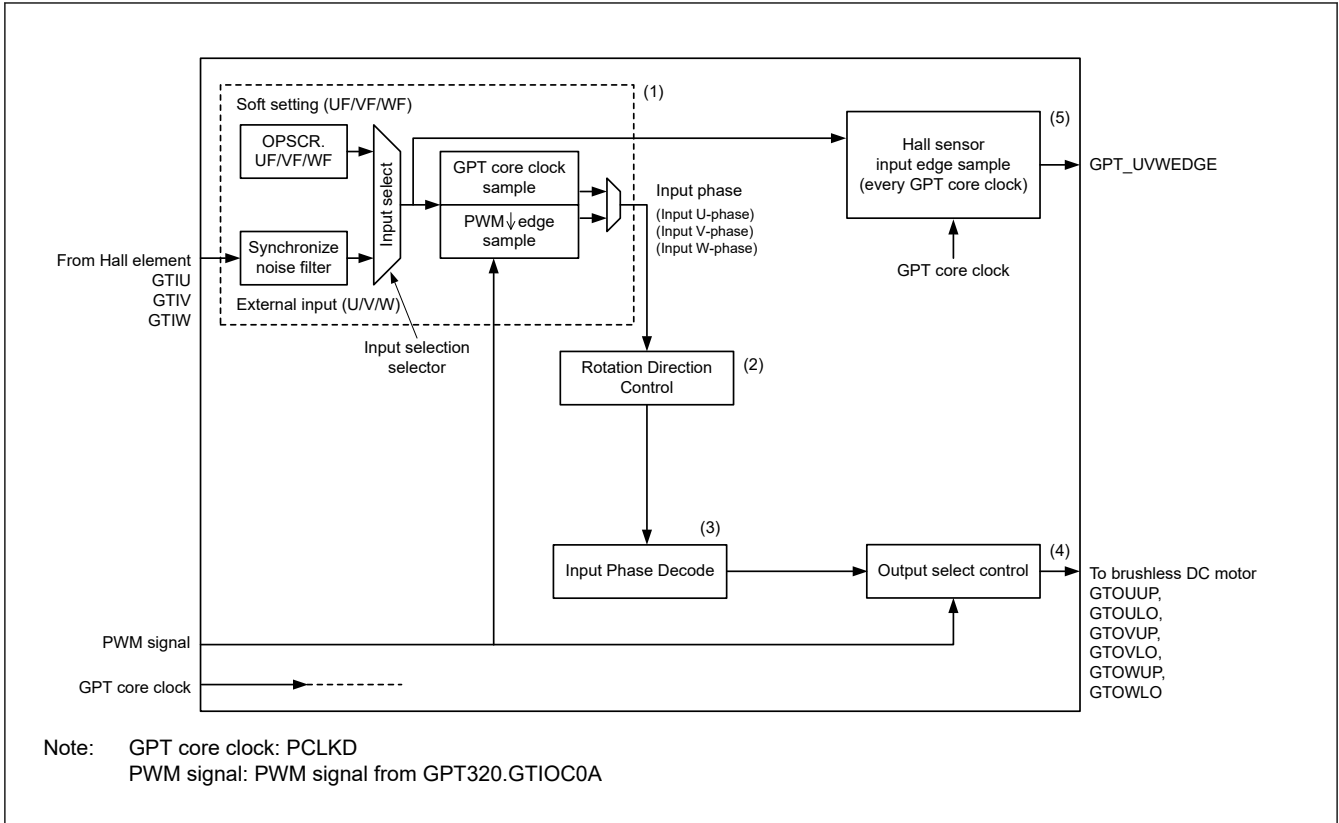 (1)
Soft setting (UF/VF/WF)
OPSCR.
UF/VF/WF
Input select
GPT core clock
sample
PWM↓edge
sample
Input phase
(Input U-phase)
(Input V-phase)
(Input W-phase)
(5)
Hall sensor
input edge sample
(every GPT core clock)
GPT_UVWEDGE
GPT core clock
From Hall element
GTIU
GTIV
GTIW
Synchronize
noise filter
External input (U/V/W)
Input selection
selector
Rotation Direction
Control
(2)
(3)
Input Phase Decode
Output select control
(4)
To brushless DC motor
GTOUUP,
GTOULO,
GTOVUP,
GTOVLO,
GTOWUP,
GTOWLO
PWM signal
GPT core clock
Note: GPT core clock: PCLKD
PWM signal: PWM signal from GPT320.GTIOC0A